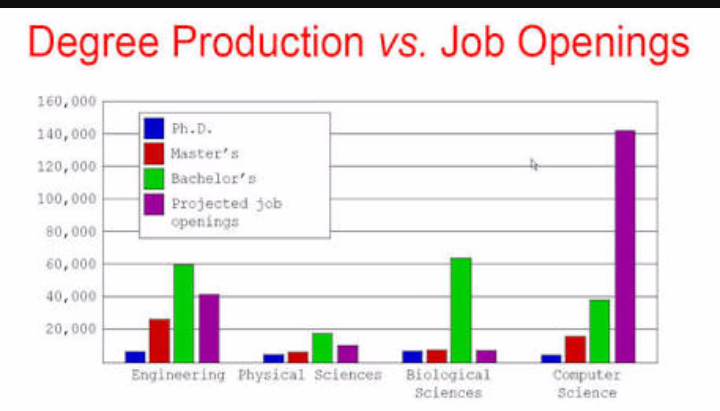 Degree Production vs. Job Openings
160,000
140,000
120,000
100,000
80,000
60,000
40,000
20,000
Ph.D.
Master's
Bachelor's
Projected job
openings
Engineering
Physical Sciences
Biological
Sciences
Computer
Science